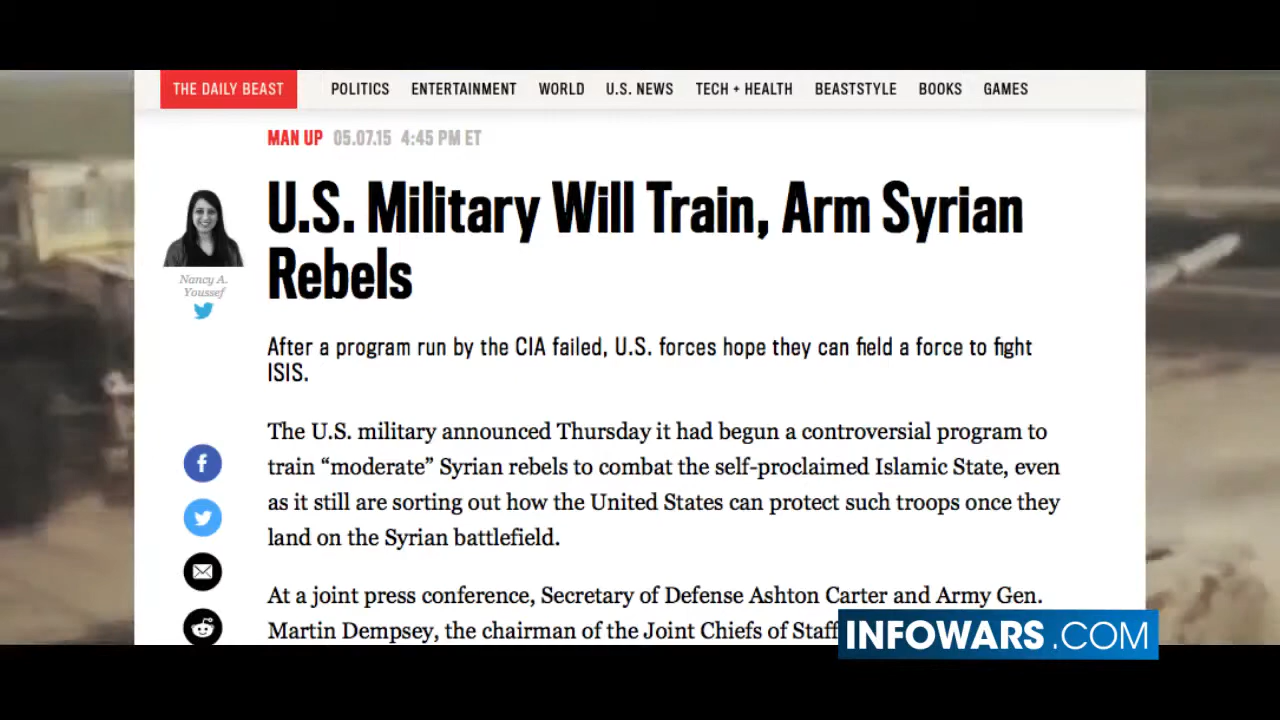 THE DAILY BEAST POLITICS ENTERTAINMENT WORLD U.S. NEWS TECH + HEALTH BEASTSTYLE BOOKS GAMES
MAN UP 05.07.15 4:45 PM ET
U.S. Military Will Train, Arm Syrian
Rebels
Nancy A.
Youssef
After a program run by the CIA failed, U.S. forces hope they can field a force to fight
ISIS.
The U.S. military announced Thursday it had begun a controversial program to
train “moderate” Syrian rebels to combat the self-proclaimed Islamic State, even
as it still are sorting out how the United States can protect such troops once they
land on the Syrian battlefield.
At a joint press conference, Secretary of Defense Ashton Carter and Army Gen.
Martin Dempsey, the chairman of the Joint Chiefs of Staff
INFOWARS.COM